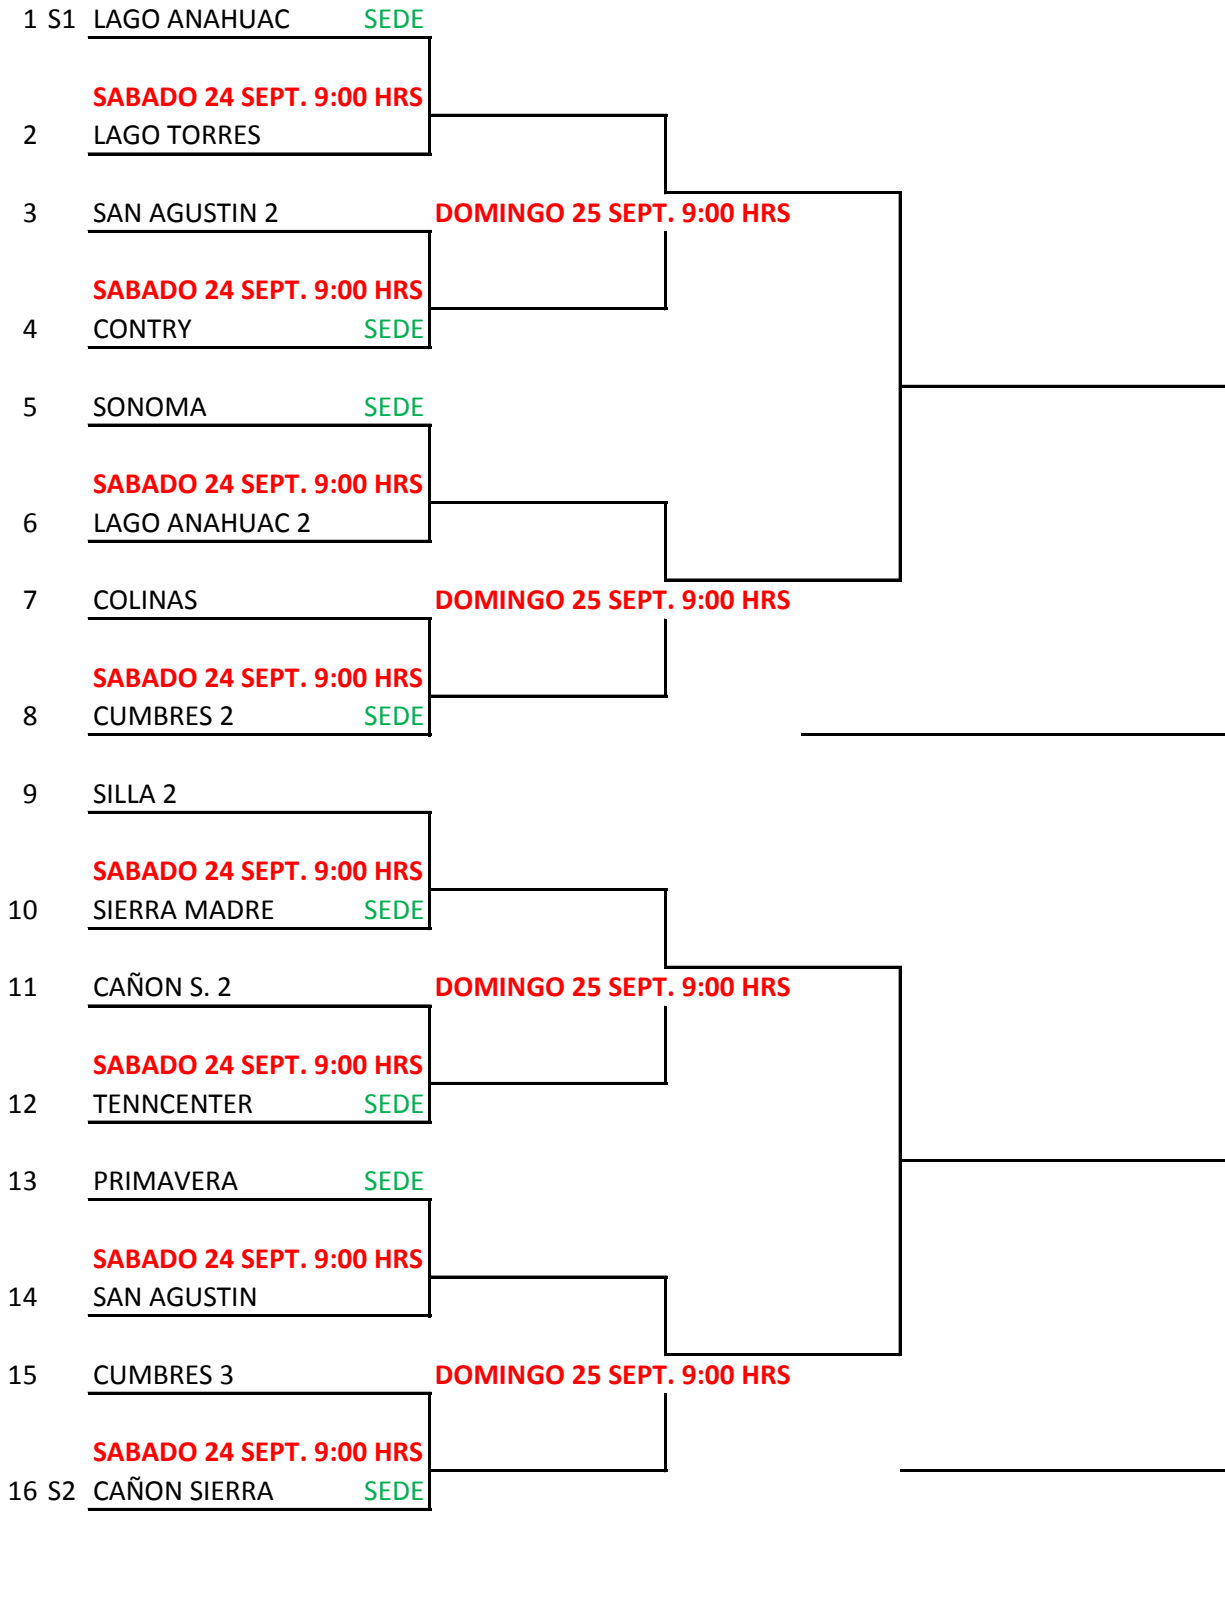 1 S1 LAGO ANAHUAC SEDE
SABADO 24 SEPT. 9:00 HRS
2 LAGO TORRES
3 SAN AGUSTIN 2 DOMINGO 25 SEPT. 9:00 HRS
SABADO 24 SEPT. 9:00 HRS
4 CONTRY SEDE
5 SONOMA SEDE
SABADO 24 SEPT. 9:00 HRS
6 LAGO ANAHUAC 2
7 COLINAS DOMINGO 25 SEPT. 9:00 HRS
SABADO 24 SEPT. 9:00 HRS
8 CUMBRES 2 SEDE
9 SILLA 2
SABADO 24 SEPT. 9:00 HRS
10 SIERRA MADRE SEDE
11 CAÑON S. 2 DOMINGO 25 SEPT. 9:00 HRS
SABADO 24 SEPT. 9:00 HRS
12 TENNCENTER SEDE
13 PRIMAVERA SEDE
SABADO 24 SEPT. 9:00 HRS
14 SAN AGUSTIN
15 CUMBRES 3 DOMINGO 25 SEPT. 9:00 HRS
SABADO 24 SEPT. 9:00 HRS
16 S2 CAÑON SIERRA SEDE